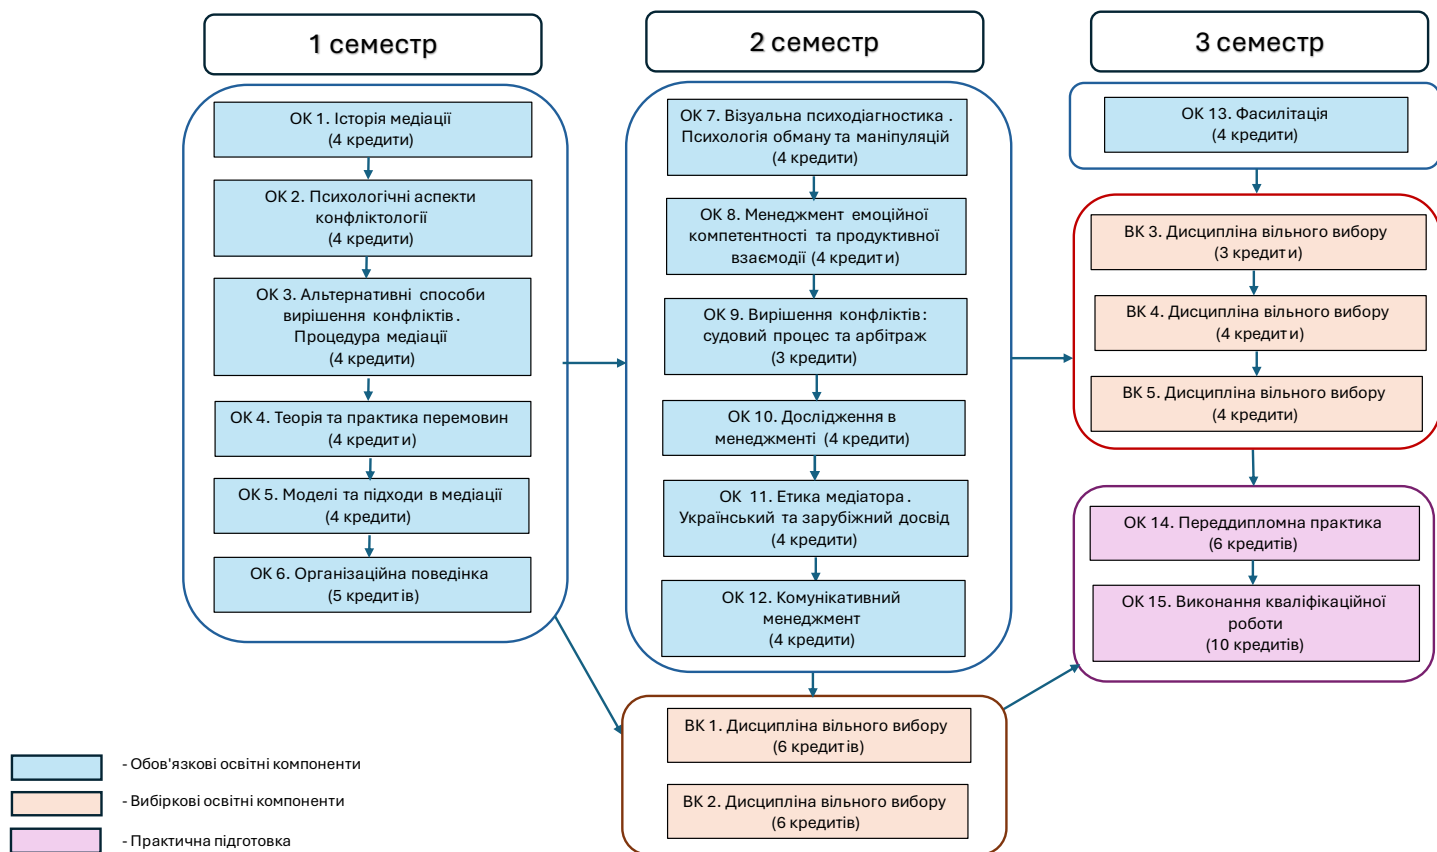 1 семестр
ОК 1. Історія медіації
(4 кредити)
ОК 2. Психологічні аспекти
конфліктології
(4 кредити)
ОК 3. Альтернативні способи
вирішення конфліктів.
Процедура медіації
(4 кредити)
ОК 4. Теорія та практика перемовин
(4 кредити)
ОК 5. Моделі та підходи в медіації
(4 кредити)
ОК 6. Організаційна поведінка
(5 кредитів)
2 семестр
ОК 7. Візуальна психодіагностика.
Психологія обману та маніпуляцій
(4 кредити)
ОК 8. Менеджмент емоційної
компетентності та продуктивної
взаємодії (4 кредити)
ОК 9. Вирішення конфліктів:
судовий процес та арбітраж
(3 кредити)
ОК 10. Дослідження в
менеджменті (4 кредити)
ОК 11. Етика медіатора.
Український та зарубіжний досвід
(4 кредити)
ОК 12. Комунікативний
менеджмент
(4 кредити)
ВК 1. Дисципліна вільного вибору
(6 кредитів)
ВК 2. Дисципліна вільного вибору
(6 кредитів)
3 семестр
ОК 13. Фасилітація
(4 кредити)
ВК 3. Дисципліна вільного вибору
(3 кредити)
ВК 4. Дисципліна вільного вибору
(4 кредити)
ВК 5. Дисципліна вільного вибору
(4 кредити)
ОК 14. Переддипломна практика
(6 кредитів)
ОК 15. Виконання кваліфікаційної
роботи
(10 кредитів)
- Обов'язкові освітні компоненти
- Вибіркові освітні компоненти
- Практична підготовка